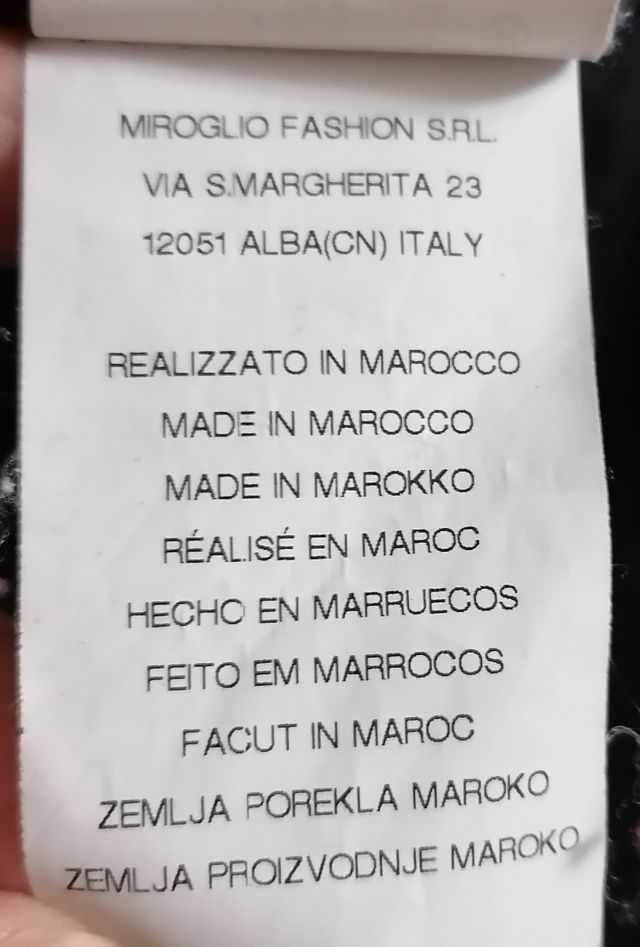 MIROGLIO FASHION S.R.L.
VIA S.MARGHERITA 23
12051 ALBA(CN) ITALY
REALIZZATO IN MAROCCO
MADE IN MAROCCO
MADE IN MAROKKO
RÉALISÉ EN MAROC
HECHO EN MARRUECOS
FEITO EM MARROCOS
FACUT IN MAROC
ZEMLJA POREKLA MAROKO
ZEMLJA PROIZVODNJE MAROKO